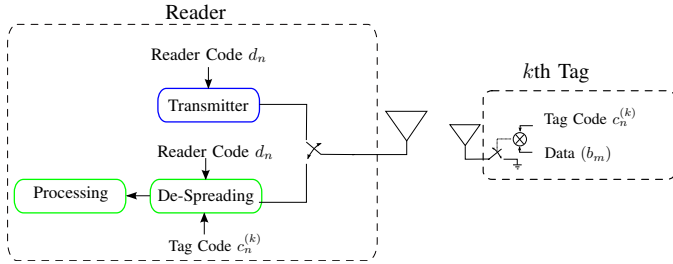 Reader
kth Tag
Reader Code d_n
Transmitter
Tag Code c_n^{(k)}
Data (b_m)
Reader Code d_n
Processing
De-Spreading
Tag Code c_n^{(k)}